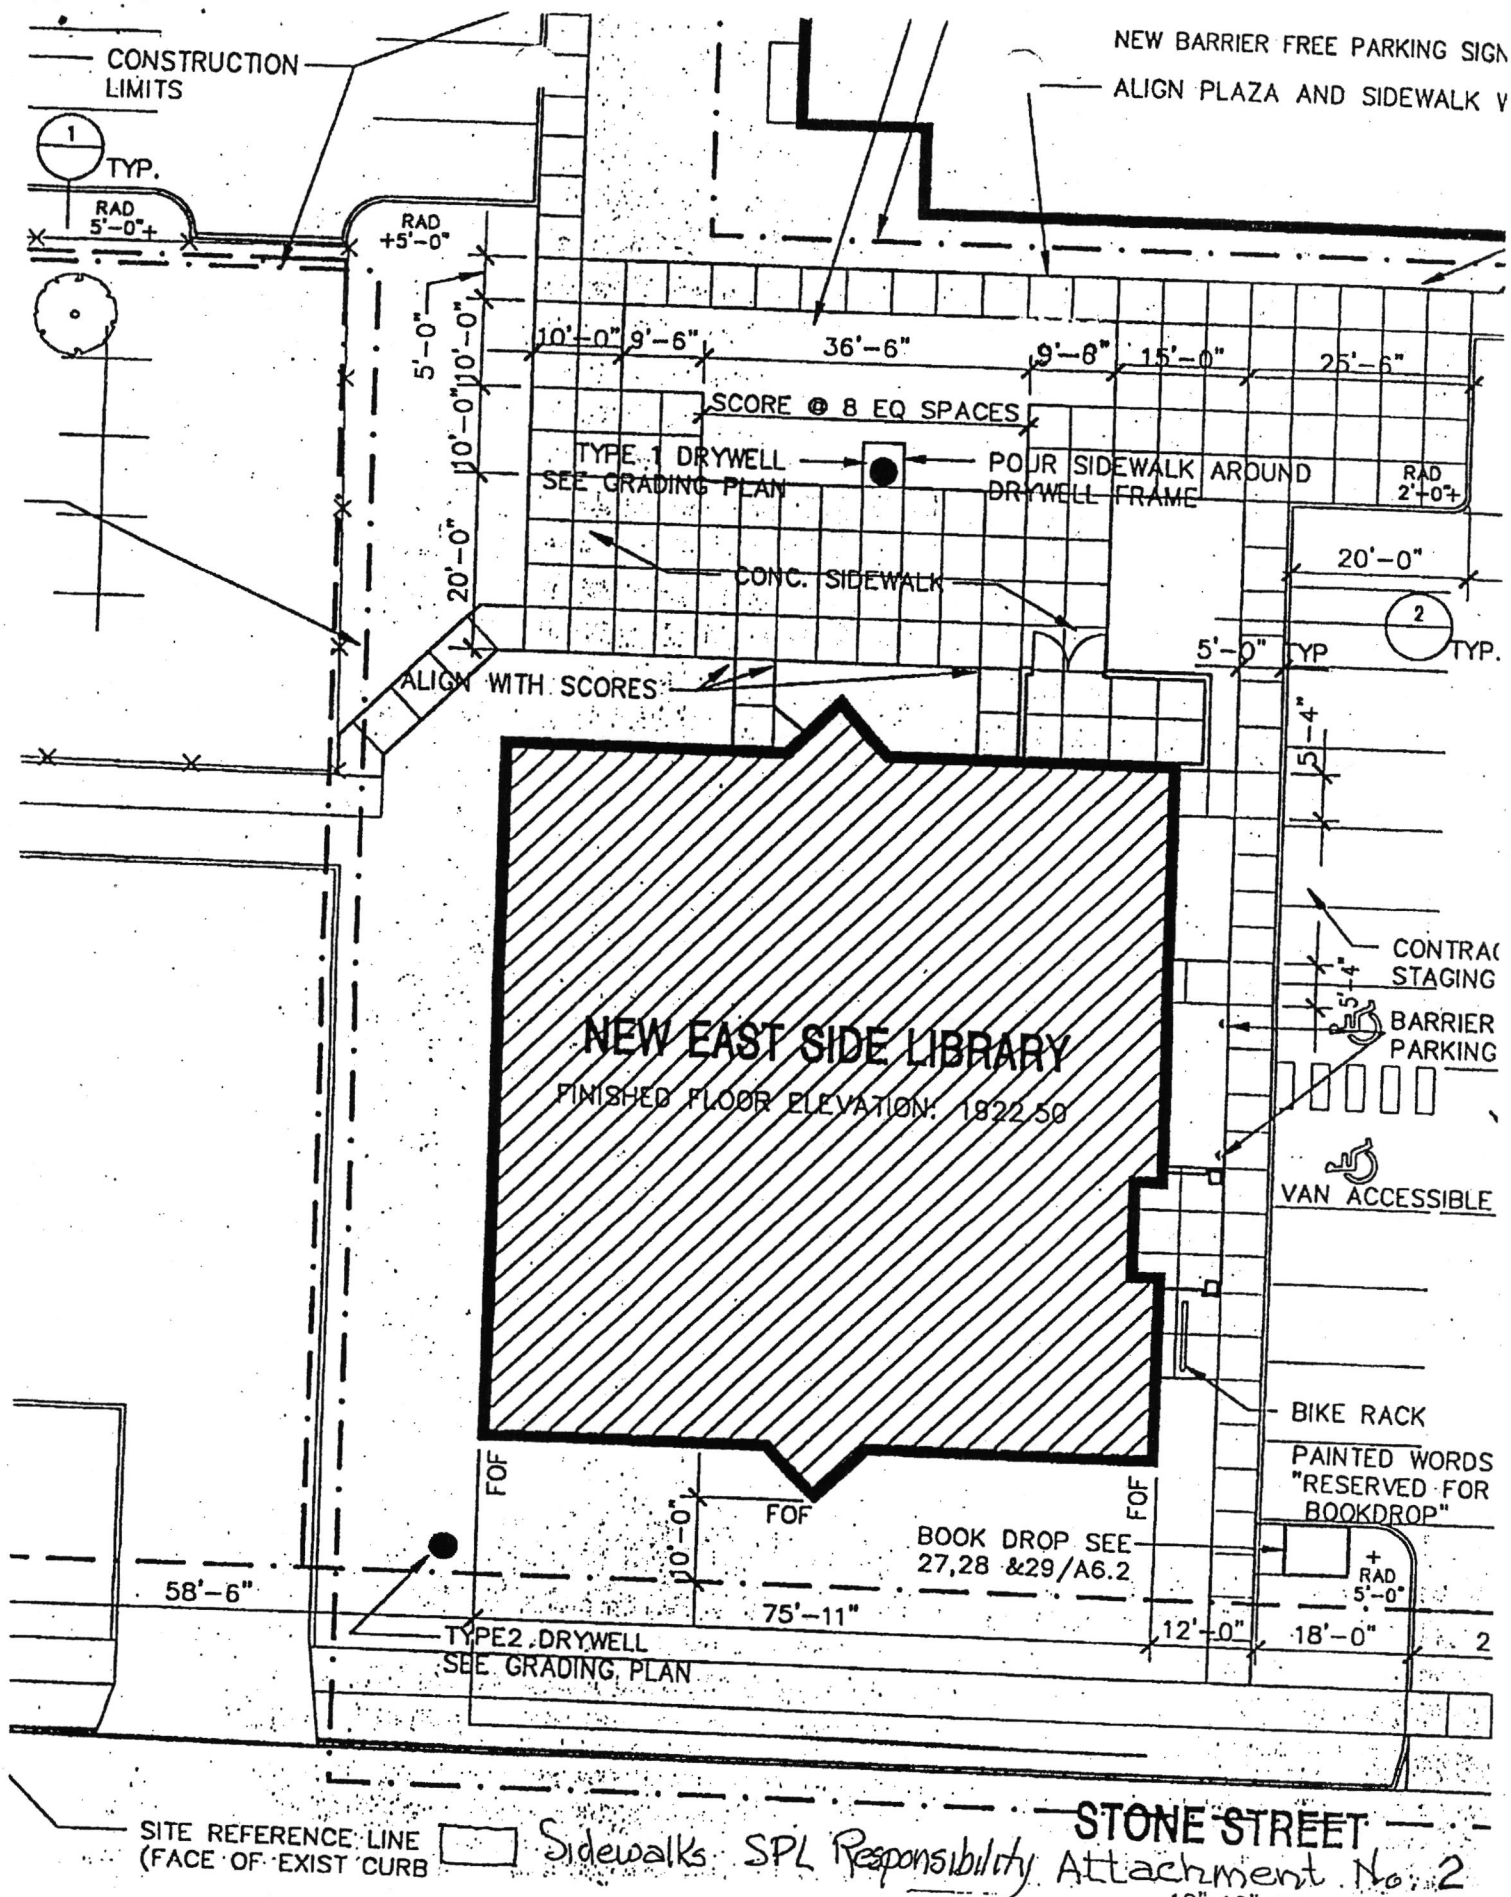 CONSTRUCTION
LIMITS
NEW BARRIER FREE PARKING SIGN
ALIGN PLAZA AND SIDEWALK
1
TYP.
RAD
5'-0"+
RAD
+5'-0"
5'-0"
10'-0"
10'-0"
20'-0"
10'-0"
9'-6"
36'-6"
9'-6"
15'-0"
25'-6"
SCORE @ 8 EQ SPACES
TYPE 1 DRYWELL
SEE GRADING PLAN
POUR SIDEWALK AROUND
DRYWELL FRAME
RAD
2'-0"+
20'-0"
CONC. SIDEWALK
2
TYP.
5'-0"
TYP
ALIGN WITH SCORES
5'-4"
STAGING
5'-4"
BARRIER
PARKING
NEW EAST SIDE LIBRARY
FINISHED FLOOR ELEVATION: 1922.50
VAN ACCESSIBLE
BIKE RACK
PAINTED WORDS
"RESERVED FOR
BOOKDROP"
FOF
FOF
FOF
10'-0"
BOOK DROP SEE
27,28 &29/A6.2
+
RAD
5'-0"
58'-6"
75'-11"
12'-0"
18'-0"
2
TYPE2 DRYWELL
SEE GRADING PLAN
STONE STREET
SITE REFERENCE LINE
(FACE OF EXIST CURB
Sidewalks SPL Responsibility Attachment No. 2